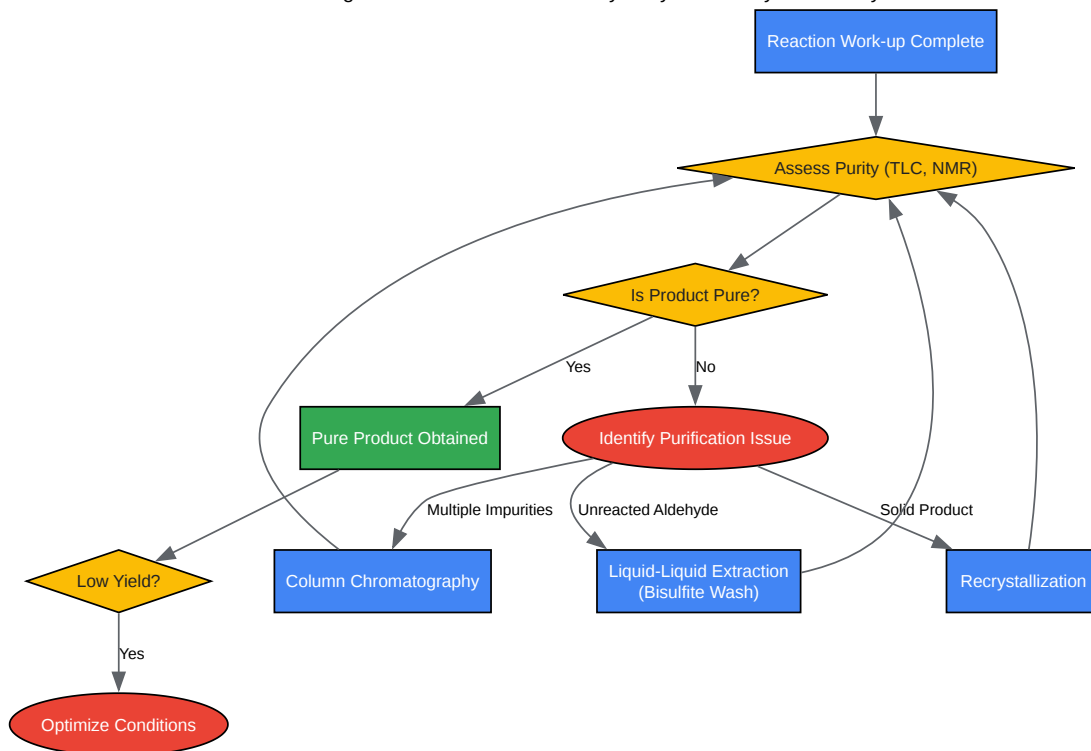 Reaction Work-up Complete
Assess Purity (TLC, NMR)
Is Product Pure?
Yes
No
Pure Product Obtained
Identify Purification Issue
Multiple Impurities
Unreacted Aldehyde
Solid Product
Low Yield?
Column Chromatography
Liquid-Liquid Extraction
(Bisulfite Wash)
Recrystallization
Yes
Optimize Conditions